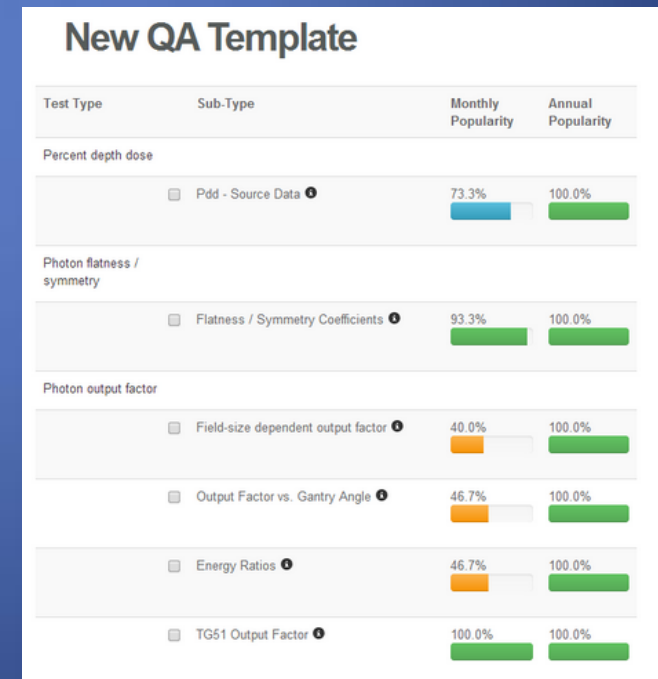 New QA Template
Test Type Sub-Type Monthly Popularity Annual Popularity
Percent depth dose
Pdd - Source Data 73.3% 100.0%
Photon flatness / symmetry
Flatness / Symmetry Coefficients 93.3% 100.0%
Photon output factor
Field-size dependent output factor 40.0% 100.0%
Output Factor vs. Gantry Angle 46.7% 100.0%
Energy Ratios 46.7% 100.0%
TG51 Output Factor 100.0% 100.0%